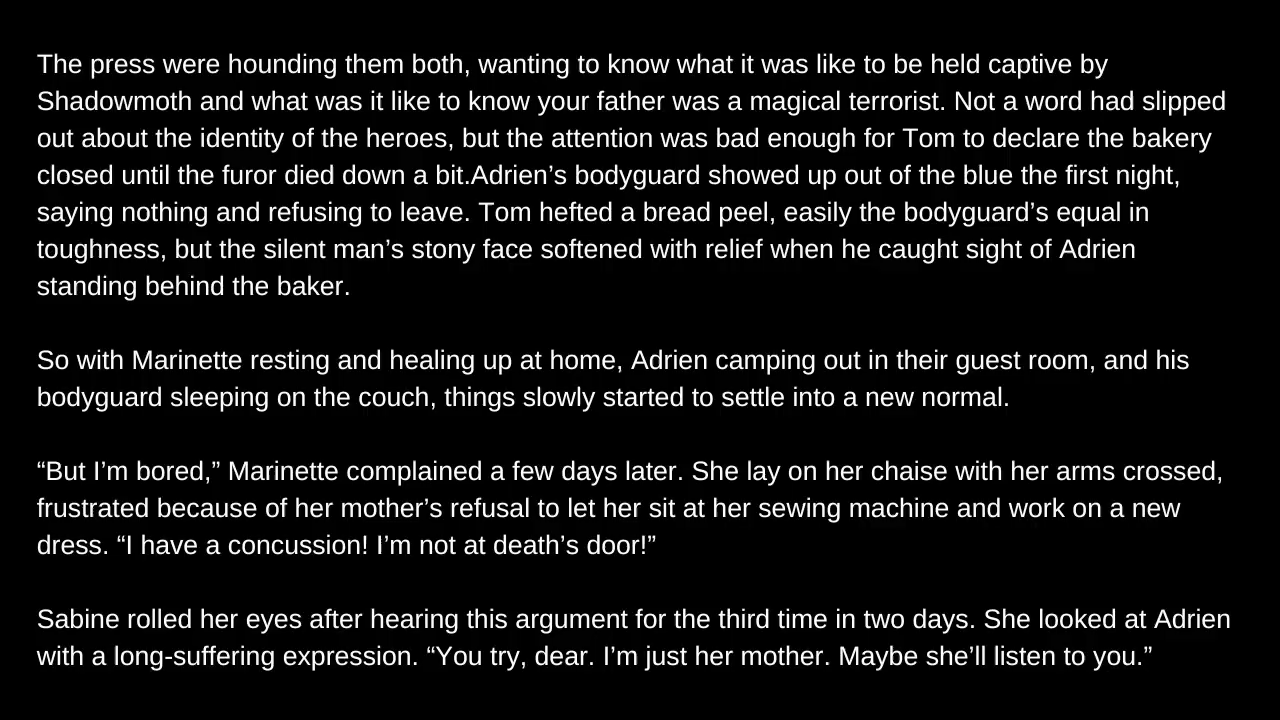 The press were hounding them both, wanting to know what it was like to be held captive by
Shadowmoth and what was it like to know your father was a magical terrorist. Not a word had slipped
out about the identity of the heroes, but the attention was bad enough for Tom to declare the bakery
closed until the furor died down a bit.Adrien’s bodyguard showed up out of the blue the first night,
saying nothing and refusing to leave. Tom hefted a bread peel, easily the bodyguard’s equal in
toughness, but the silent man’s stony face softened with relief when he caught sight of Adrien
standing behind the baker.
So with Marinette resting and healing up at home, Adrien camping out in their guest room, and his
bodyguard sleeping on the couch, things slowly started to settle into a new normal.
“But I’m bored,” Marinette complained a few days later. She lay on her chaise with her arms crossed,
frustrated because of her mother’s refusal to let her sit at her sewing machine and work on a new
dress. “I have a concussion! I’m not at death’s door!”
Sabine rolled her eyes after hearing this argument for the third time in two days. She looked at Adrien
with a long-suffering expression. “You try, dear. I’m just her mother. Maybe she’ll listen to you.”